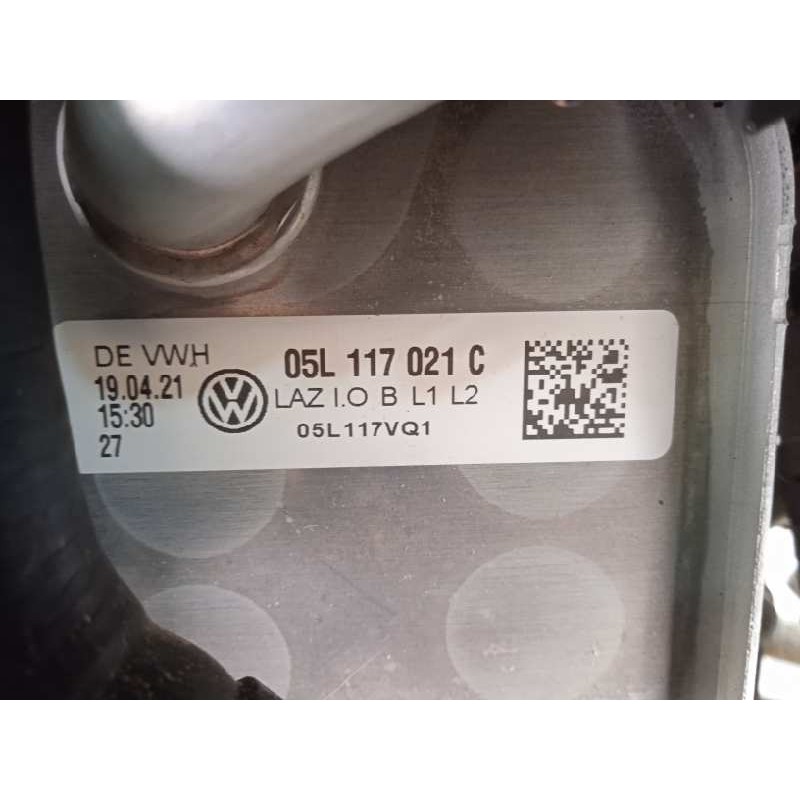 DE VWH
19.04.21
15:30
27
05L 117 021 C
LAZ I.O B L1 L2
05L117VQ1